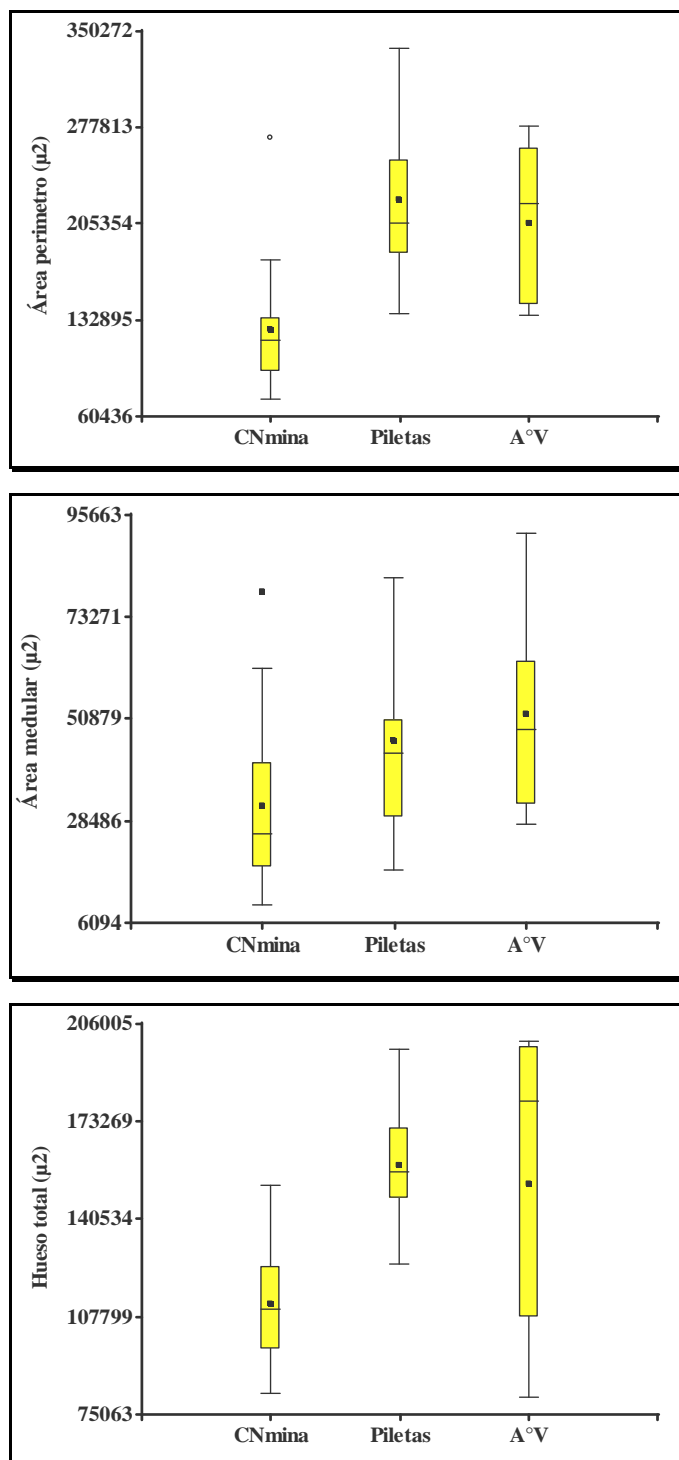 350272
277813
205354
132895
60436
Área perimetro (µ2)
CNmina Piletas A°V
95663
73271
50879
28486
6094
Área medular (µ2)
CNmina Piletas A°V
206005
173269
140534
107799
75063
Hueso total (µ2)
CNmina Piletas A°V